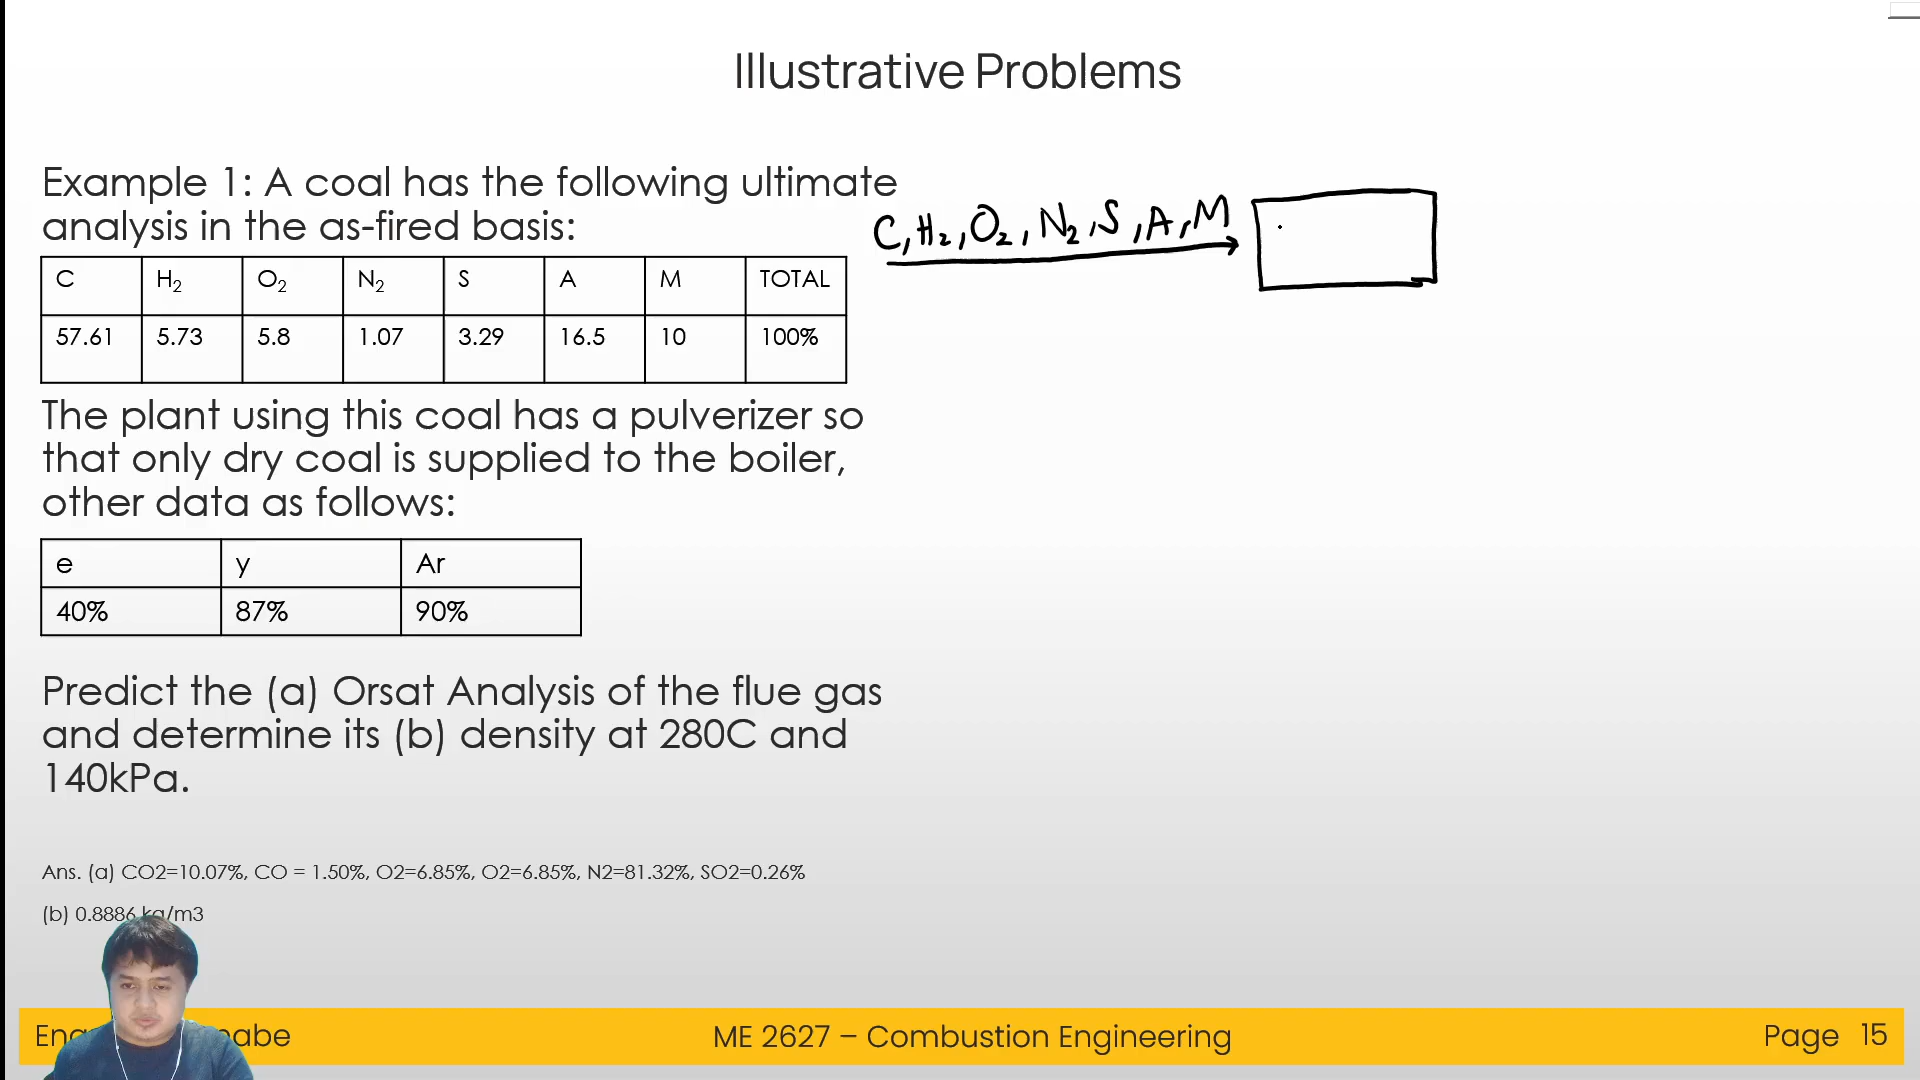 Illustrative Problems
Example 1: A coal has the following ultimate
analysis in the as-fired basis:
C H₂ O₂ N₂ S A M TOTAL
57.61 5.73 5.8 1.07 3.29 16.5 10 100%
C, H₂, O₂, N₂, S, A, M
The plant using this coal has a pulverizer so
that only dry coal is supplied to the boiler,
other data as follows:
e y Ar
40% 87% 90%
Predict the (a) Orsat Analysis of the flue gas
and determine its (b) density at 280C and
140kPa.
Ans. (a) CO2=10.07%, CO = 1.50%, O2=6.85%, O2=6.85%, N2=81.32%, SO2=0.26%
(b) 0.8886 kg/m3
ME 2627 – Combustion Engineering
Page 15